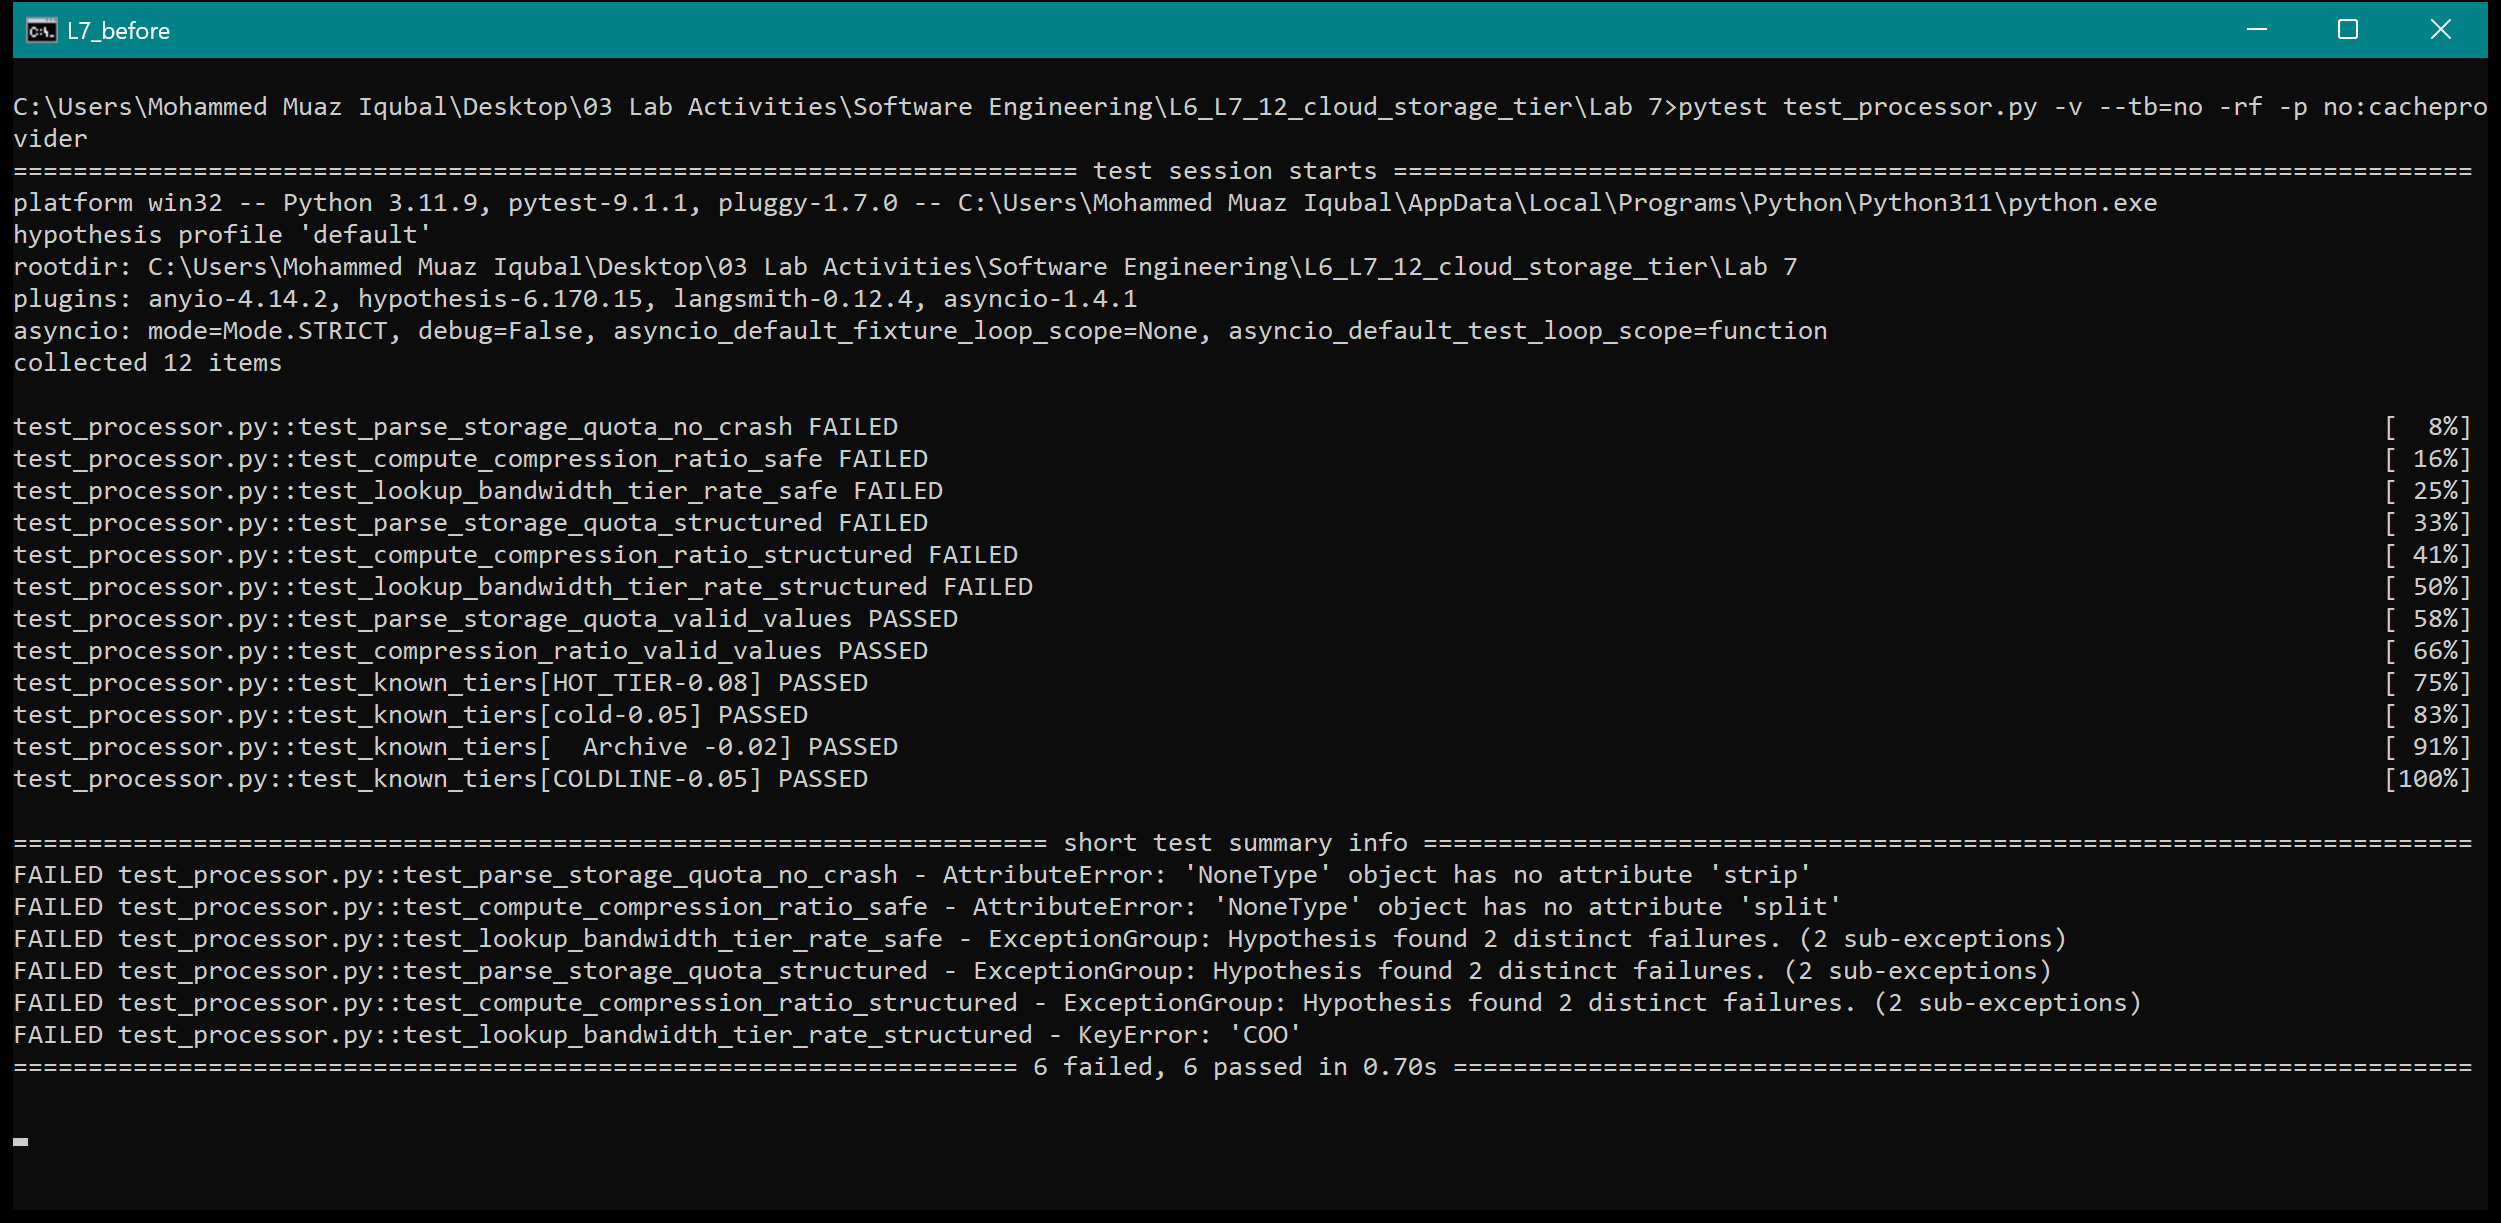 L7_before
C:\Users\Mohammed Muaz Iqubal\Desktop\03 Lab Activities\Software Engineering\L6_L7_12_cloud_storage_tier\Lab 7>pytest test_processor.py -v --tb=no -rf -p no:cachepro
vider
======================================================================= test session starts ========================================================================
platform win32 -- Python 3.11.9, pytest-9.1.1, pluggy-1.7.0 -- C:\Users\Mohammed Muaz Iqubal\AppData\Local\Programs\Python\Python311\python.exe
hypothesis profile 'default'
rootdir: C:\Users\Mohammed Muaz Iqubal\Desktop\03 Lab Activities\Software Engineering\L6_L7_12_cloud_storage_tier\Lab 7
plugins: anyio-4.14.2, hypothesis-6.170.15, langsmith-0.12.4, asyncio-1.4.1
asyncio: mode=Mode.STRICT, debug=False, asyncio_default_fixture_loop_scope=None, asyncio_default_test_loop_scope=function
collected 12 items
test_processor.py::test_parse_storage_quota_no_crash FAILED [  8%]
test_processor.py::test_compute_compression_ratio_safe FAILED [ 16%]
test_processor.py::test_lookup_bandwidth_tier_rate_safe FAILED [ 25%]
test_processor.py::test_parse_storage_quota_structured FAILED [ 33%]
test_processor.py::test_compute_compression_ratio_structured FAILED [ 41%]
test_processor.py::test_lookup_bandwidth_tier_rate_structured FAILED [ 50%]
test_processor.py::test_parse_storage_quota_valid_values PASSED [ 58%]
test_processor.py::test_compression_ratio_valid_values PASSED [ 66%]
test_processor.py::test_known_tiers[HOT_TIER-0.08] PASSED [ 75%]
test_processor.py::test_known_tiers[cold-0.05] PASSED [ 83%]
test_processor.py::test_known_tiers[  Archive -0.02] PASSED [ 91%]
test_processor.py::test_known_tiers[COLDLINE-0.05] PASSED [100%]
===================================================================== short test summary info ======================================================================
FAILED test_processor.py::test_parse_storage_quota_no_crash - AttributeError: 'NoneType' object has no attribute 'strip'
FAILED test_processor.py::test_compute_compression_ratio_safe - AttributeError: 'NoneType' object has no attribute 'split'
FAILED test_processor.py::test_lookup_bandwidth_tier_rate_safe - ExceptionGroup: Hypothesis found 2 distinct failures. (2 sub-exceptions)
FAILED test_processor.py::test_parse_storage_quota_structured - ExceptionGroup: Hypothesis found 2 distinct failures. (2 sub-exceptions)
FAILED test_processor.py::test_compute_compression_ratio_structured - ExceptionGroup: Hypothesis found 2 distinct failures. (2 sub-exceptions)
FAILED test_processor.py::test_lookup_bandwidth_tier_rate_structured - KeyError: 'COO'
=================================================================== 6 failed, 6 passed in 0.70s ====================================================================